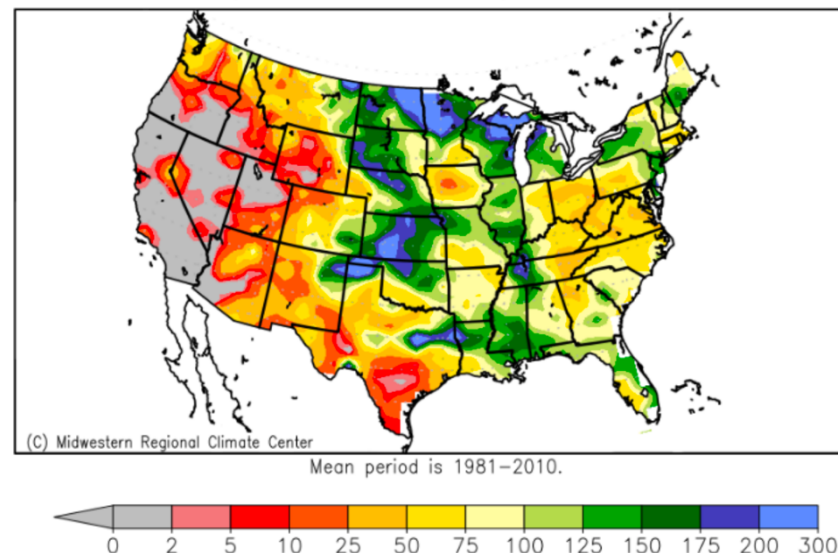 (C) Midwestern Regional Climate Center
Mean period is 1981-2010.
0 2 5 10 25 50 75 100 125 150 175 200 300